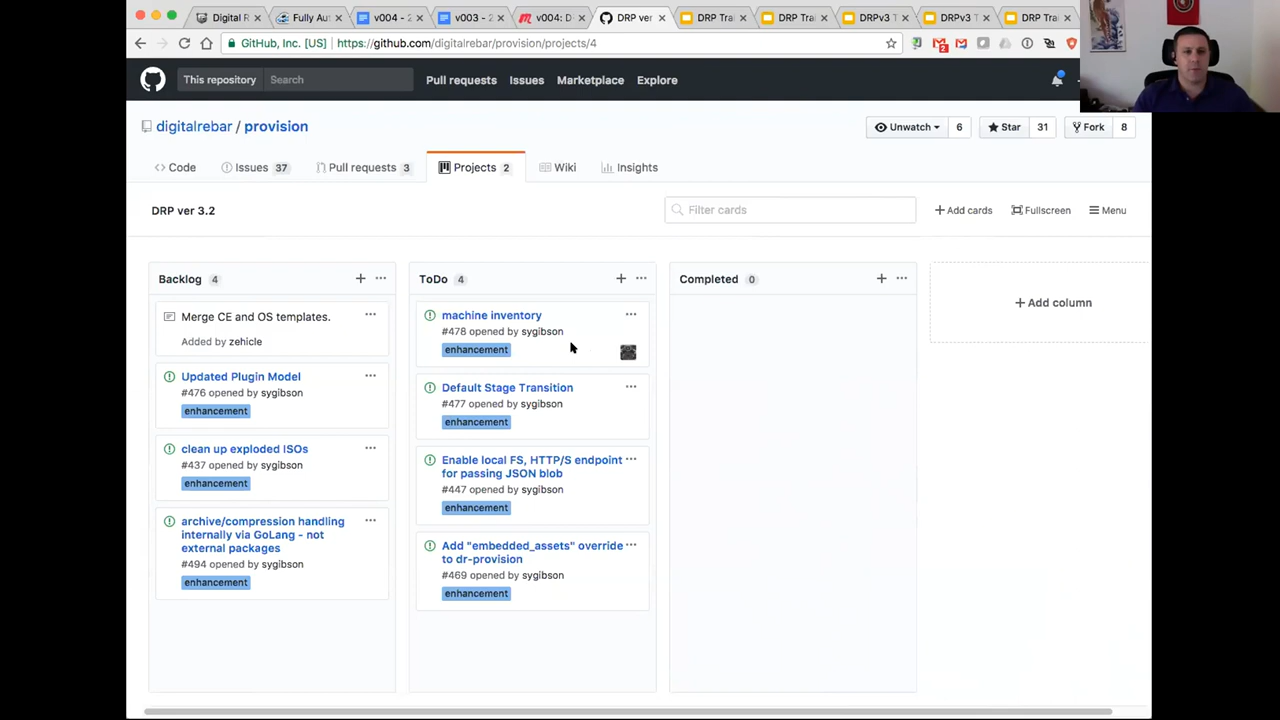 Digital R
Fully Au
v004 - 2
v003 - 2
v004: D
DRP ver
DRP Trai
DRP Trai
DRPv3 T
DRPv3 T
DRP Trai
GitHub, Inc. [US]
https://github.com/digitalrebar/provision/projects/4
2
This repository
Search
Pull requests
Issues
Marketplace
Explore
digitalrebar / provision
Unwatch
6
Star
31
Fork
8
Code
Issues 37
Pull requests 3
Projects 2
Wiki
Insights
DRP ver 3.2
Filter cards
Add cards
Fullscreen
Menu
Backlog 4
Merge CE and OS templates.
Added by zehicle
Updated Plugin Model
#476 opened by sygibson
enhancement
clean up exploded ISOs
#437 opened by sygibson
enhancement
archive/compression handling
internally via GoLang - not
external packages
#494 opened by sygibson
enhancement
ToDo 4
machine inventory
#478 opened by sygibson
enhancement
Default Stage Transition
#477 opened by sygibson
enhancement
Enable local FS, HTTP/S endpoint
for passing JSON blob
#447 opened by sygibson
enhancement
Add "embedded_assets" override
to dr-provision
#469 opened by sygibson
enhancement
Completed 0
Add column